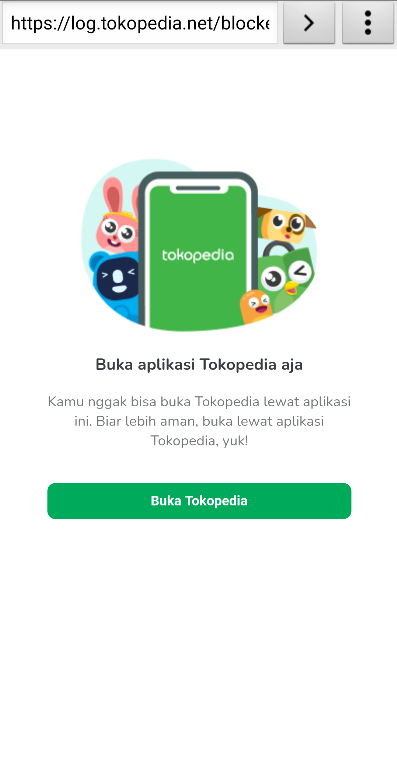 https://log.tokopedia.net/blocke
tokopedia
Buka aplikasi Tokopedia aja
Kamu nggak bisa buka Tokopedia lewat aplikasi
ini. Biar lebih aman, buka lewat aplikasi
Tokopedia, yuk!
Buka Tokopedia